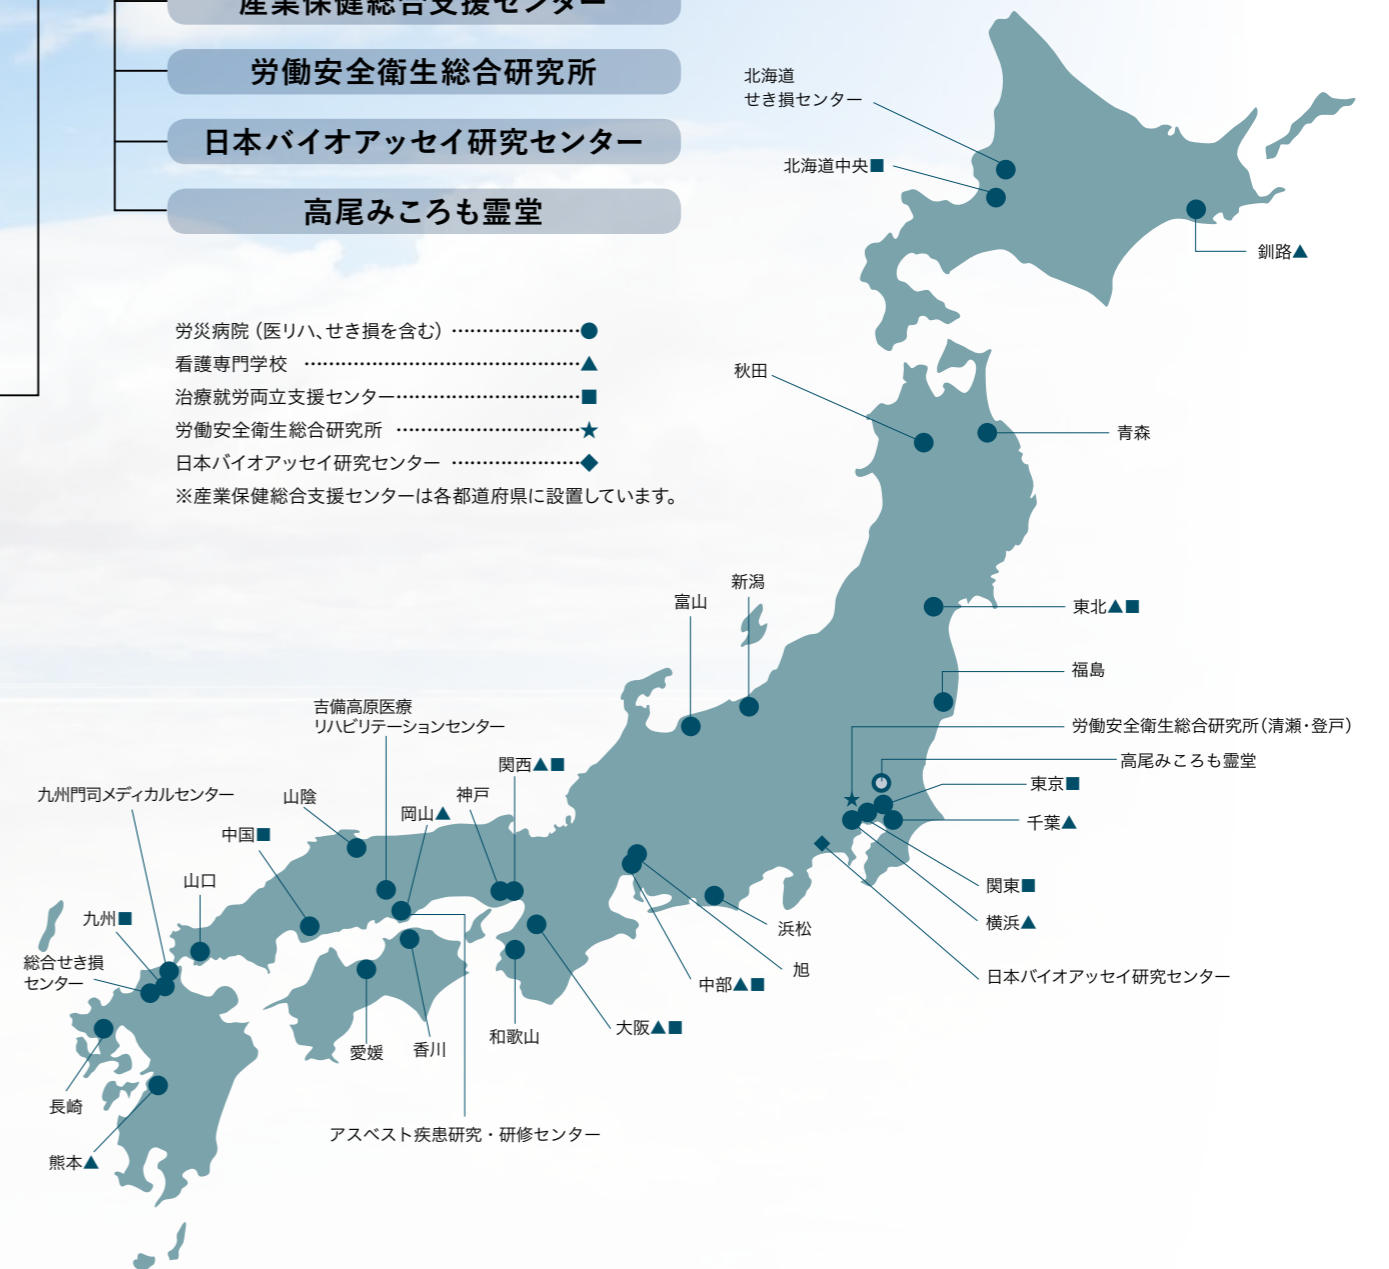 産業保健総合支援センター
労働安全衛生総合研究所
日本バイオアッセイ研究センター
高尾みころも霊堂
労災病院（医リハ、せき損を含む）…………………●
看護専門学校 ………………………………………▲
治療就労両立支援センター…………………………■
労働安全衛生総合研究所 …………………………★
日本バイオアッセイ研究センター …………………◆
※産業保健総合支援センターは各都道府県に設置しています。
北海道
せき損センター
北海道中央■
釧路▲
秋田
青森
新潟
富山
東北▲■
福島
労働安全衛生総合研究所（清瀬・登戸）
高尾みころも霊堂
東京■
千葉▲
関東■
横浜▲
日本バイオアッセイ研究センター
浜松
旭
中部▲■
大阪▲■
和歌山
吉備高原医療
リハビリテーションセンター
関西▲■
神戸
岡山▲
山陰
中国■
九州門司メディカルセンター
山口
九州■
総合せき損
センター
愛媛
香川
アスベスト疾患研究・研修センター
長崎
熊本▲